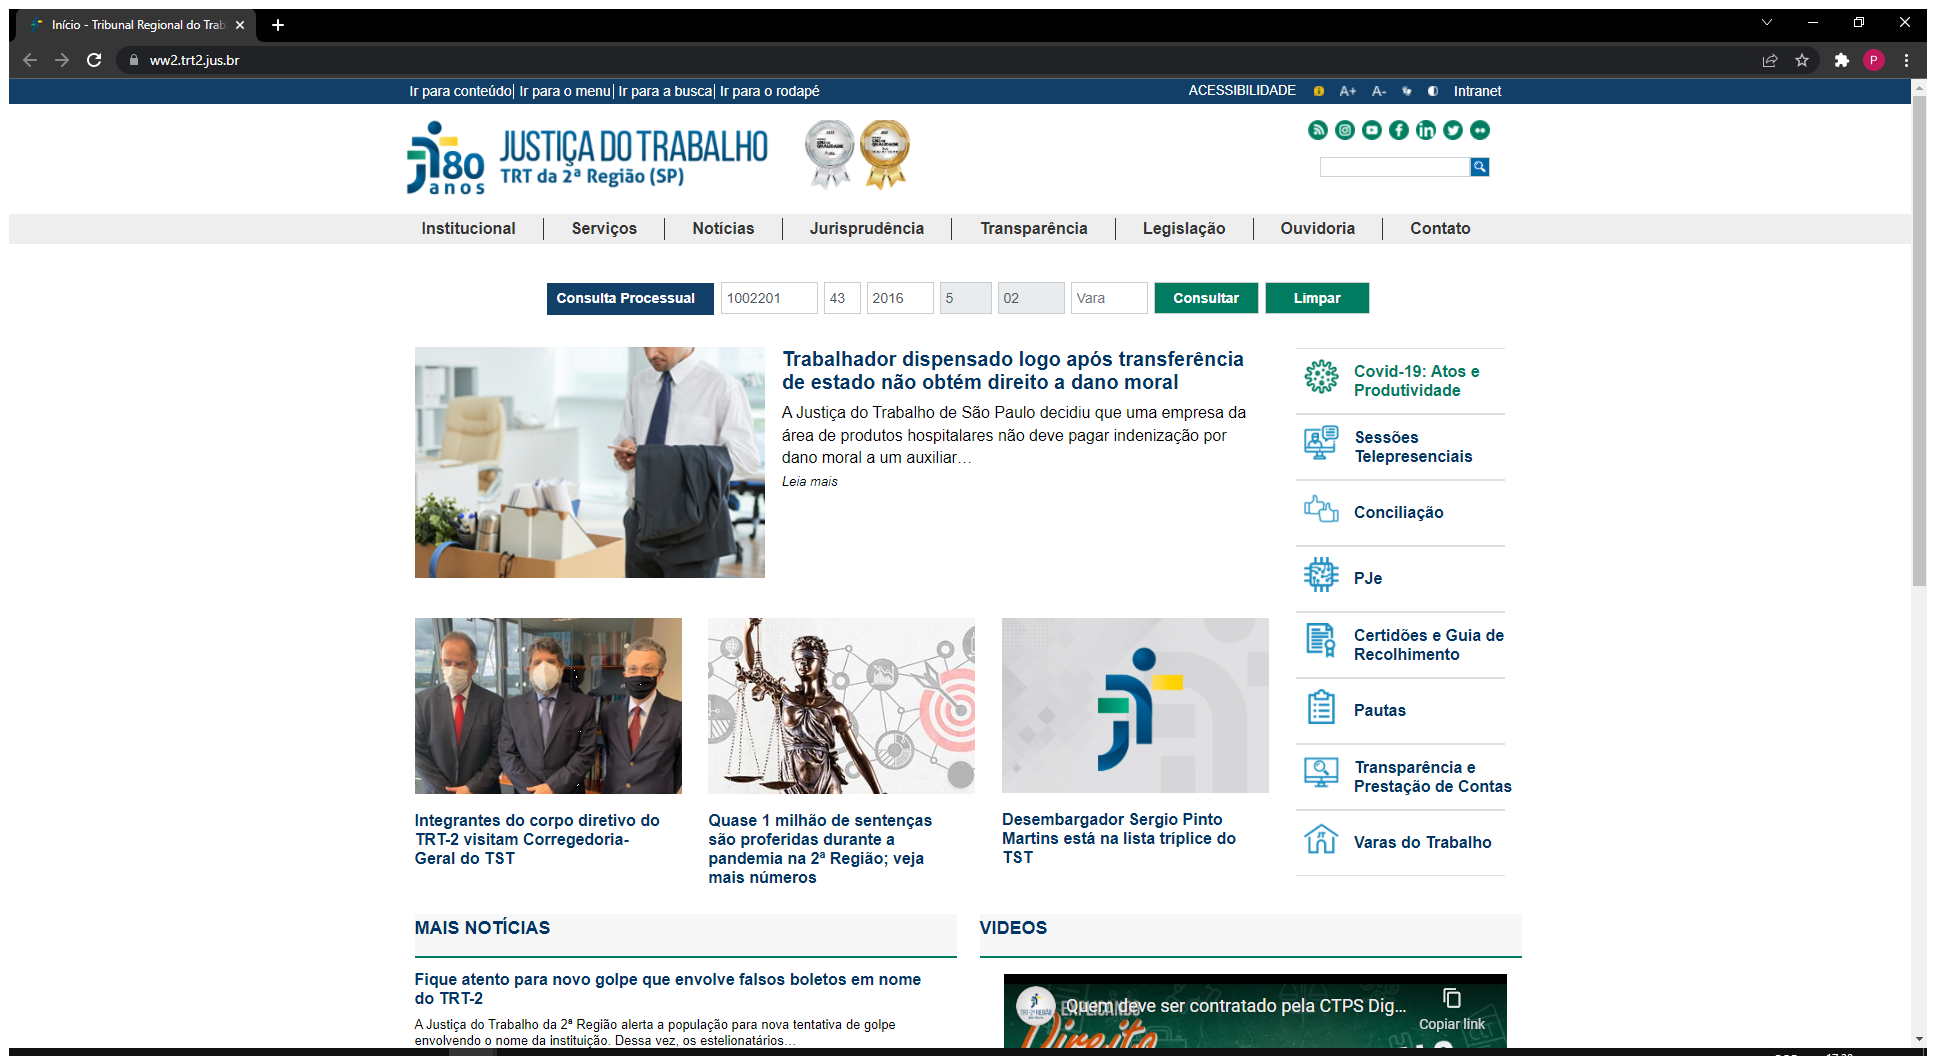 Início - Tribunal Regional do Trab
ww2.trt2.jus.br
P
Ir para conteúdo| Ir para o menu| Ir para a busca| Ir para o rodapé
ACESSIBILIDADE A+ A- Intranet
80 anos
JUSTIÇA DO TRABALHO
TRT da 2ª Região (SP)
Institucional
Serviços
Notícias
Jurisprudência
Transparência
Legislação
Ouvidoria
Contato
Consulta Processual 1002201 43 2016 5 02 Vara Consultar Limpar
Trabalhador dispensado logo após transferência
de estado não obtém direito a dano moral
A Justiça do Trabalho de São Paulo decidiu que uma empresa da
área de produtos hospitalares não deve pagar indenização por
dano moral a um auxiliar…
Leia mais
Covid-19: Atos e
Produtividade
Sessões
Telepresenciais
Conciliação
PJe
Certidões e Guia de
Recolhimento
Pautas
Transparência e
Prestação de Contas
Varas do Trabalho
Integrantes do corpo diretivo do
TRT-2 visitam Corregedoria-
Geral do TST
Quase 1 milhão de sentenças
são proferidas durante a
pandemia na 2ª Região; veja
mais números
Desembargador Sergio Pinto
Martins está na lista tríplice do
TST
MAIS NOTÍCIAS
Fique atento para novo golpe que envolve falsos boletos em nome
do TRT-2
A Justiça do Trabalho da 2ª Região alerta a população para nova tentativa de golpe
envolvendo o nome da instituição. Dessa vez, os estelionatários…
VIDEOS
Quem deve ser contratado pela CTPS Dig…
Copiar link
EXPLICANDO
Direito